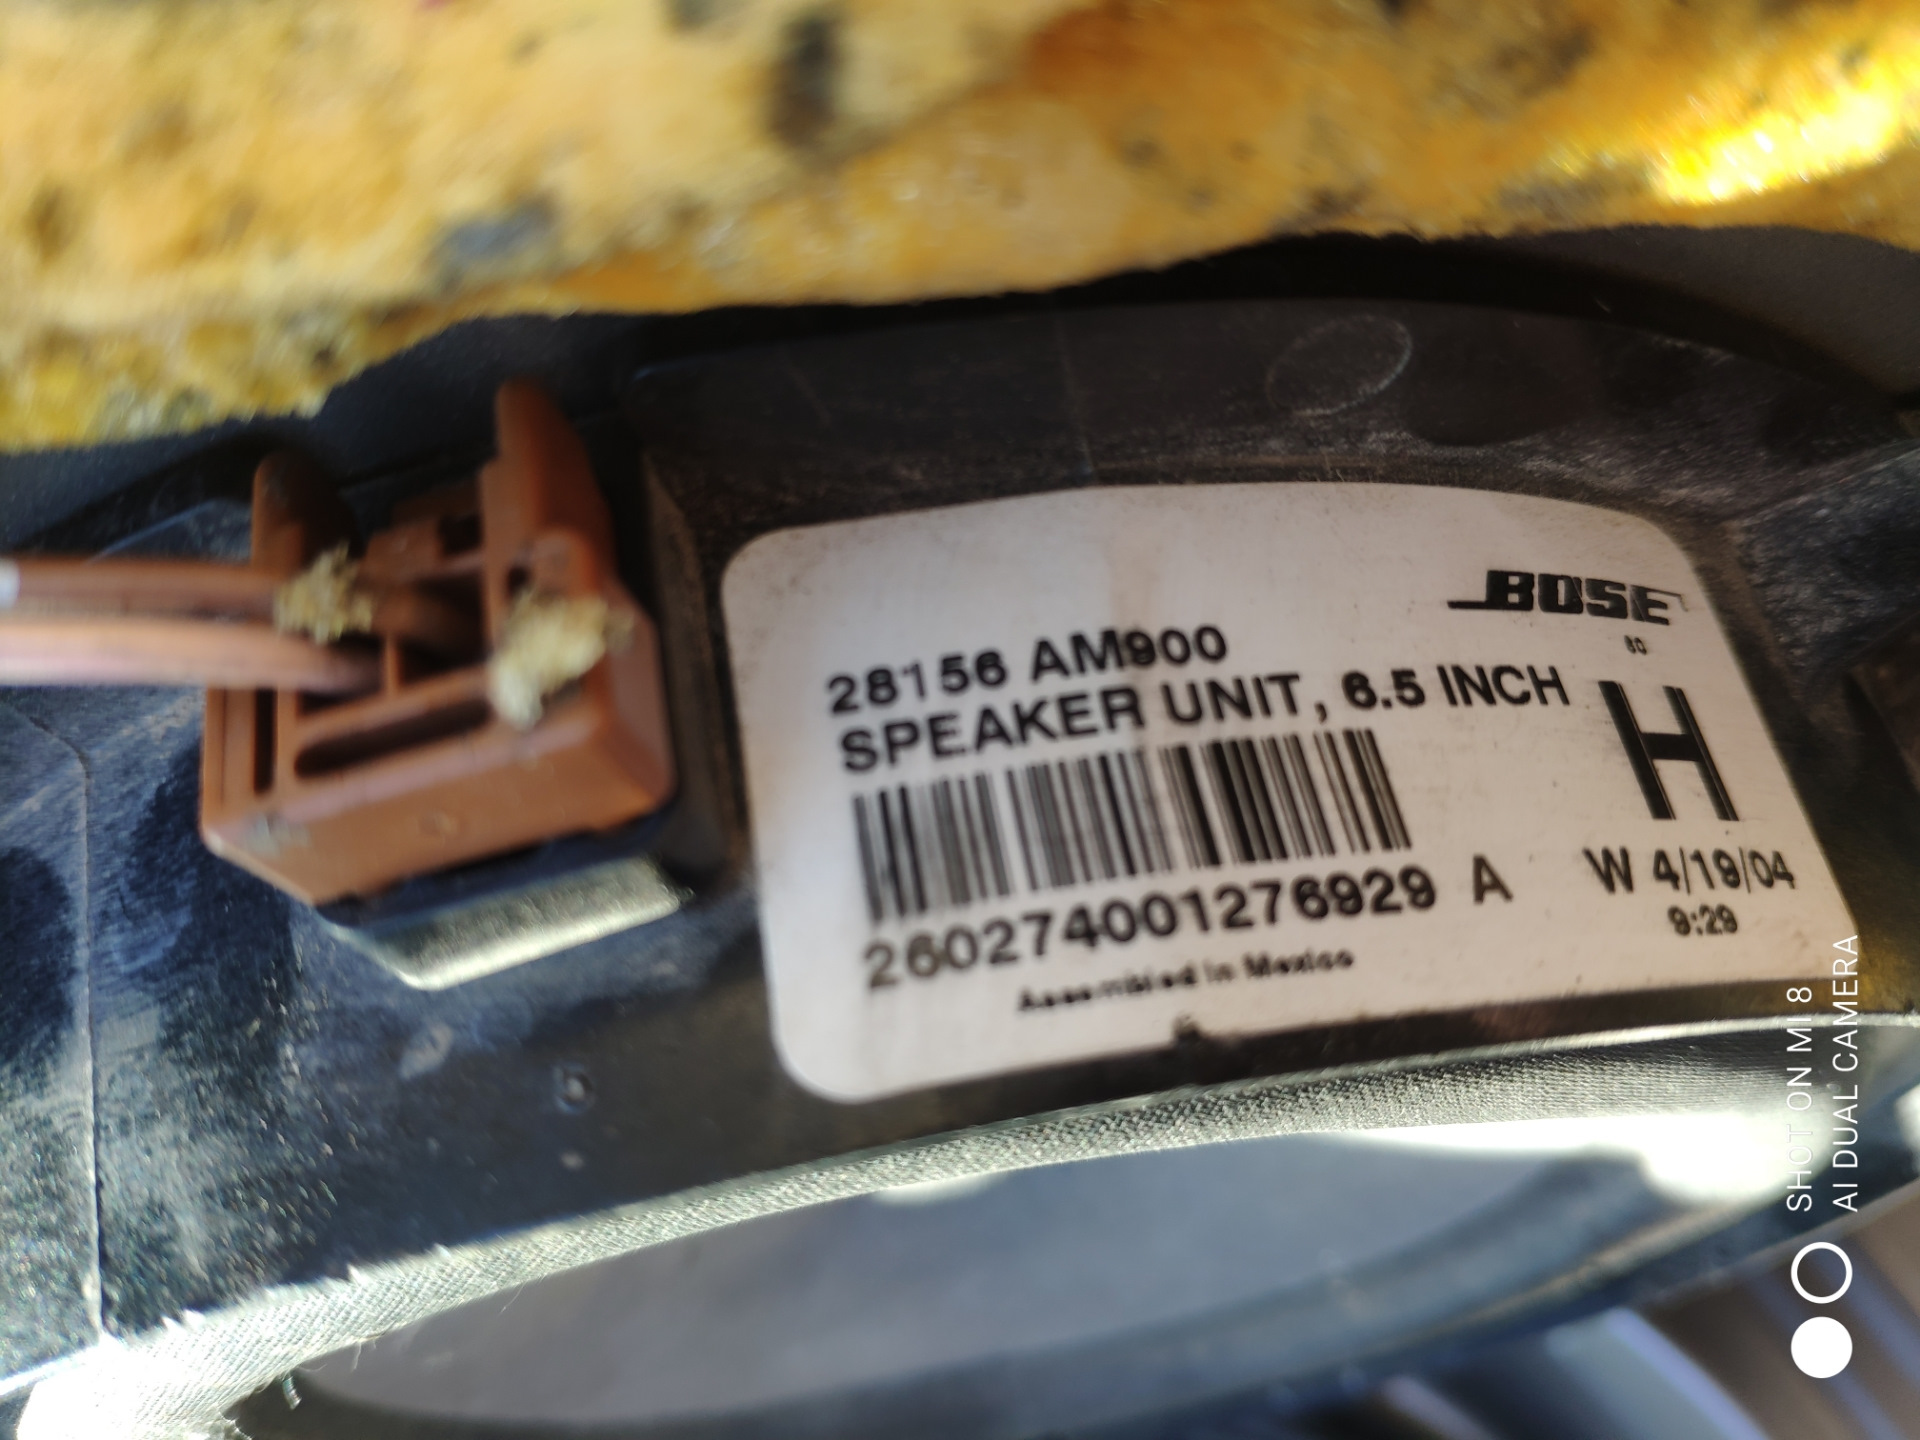 BOSE
28156 AM900
SPEAKER UNIT, 6.5 INCH
H
260274001276929 A
W 4/19/04
9:29
Assembled in Mexico
SHOT ON MI 8
AI DUAL CAMERA